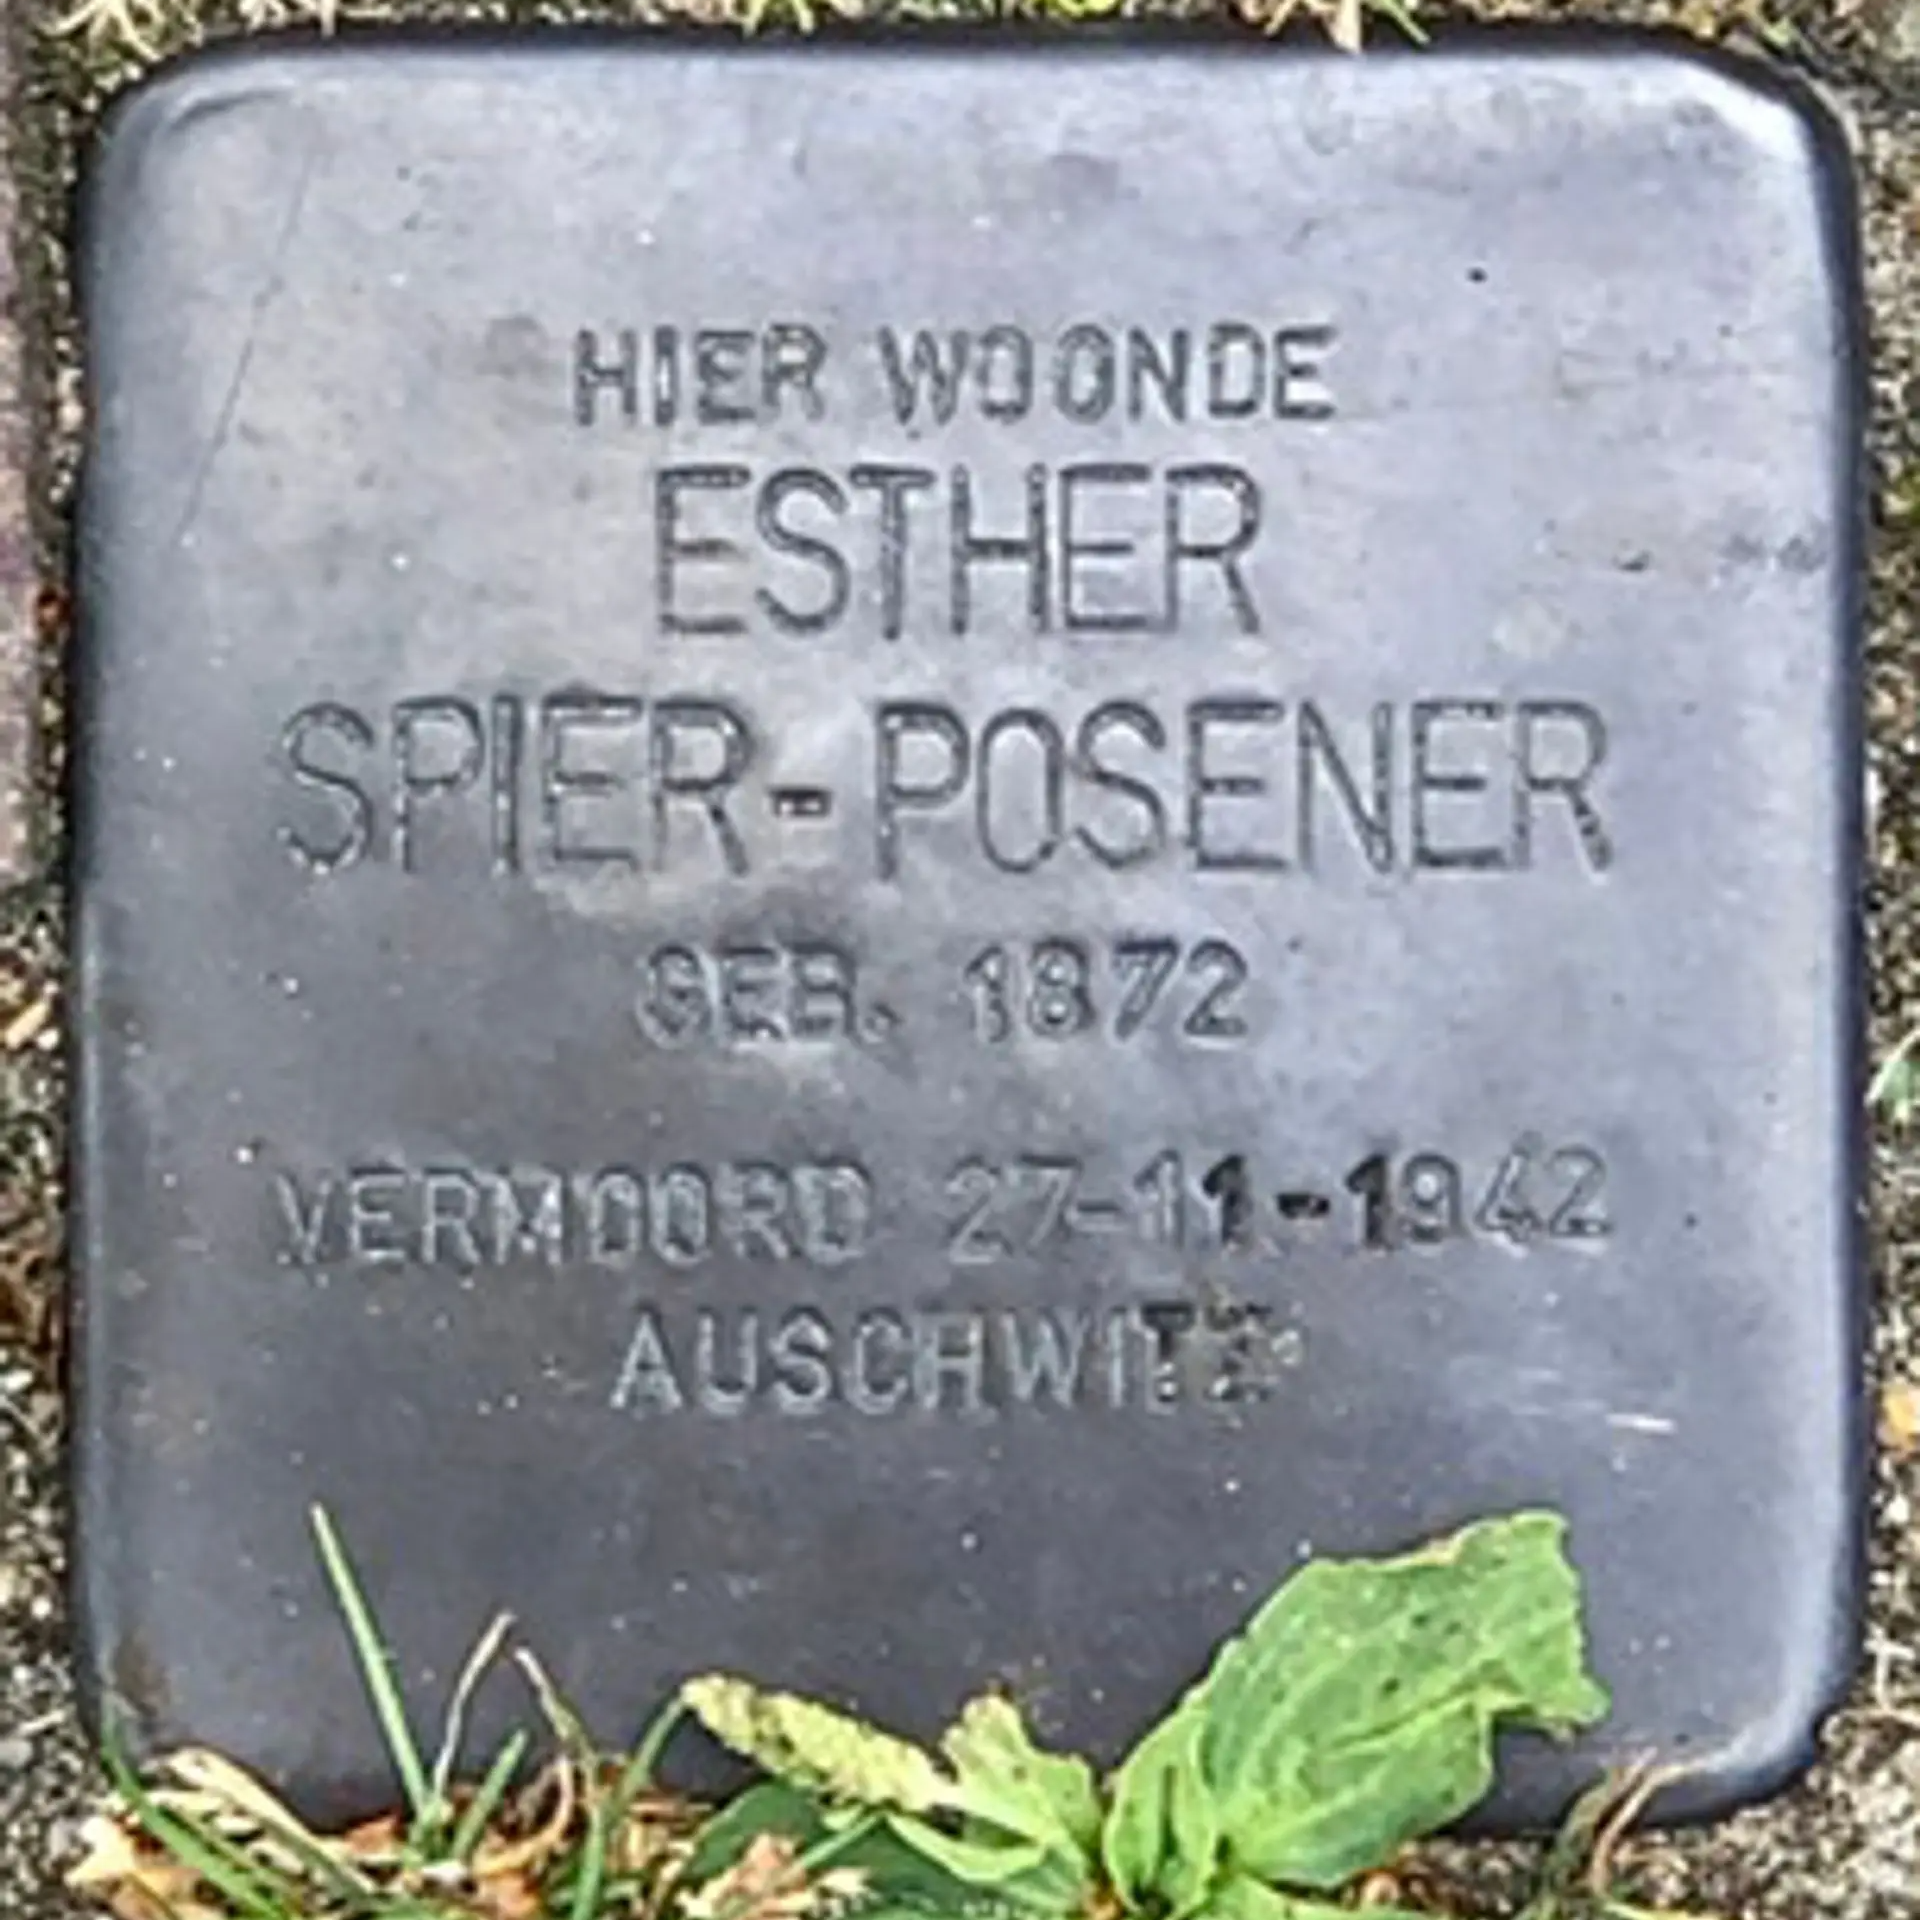 HIER WOONDE
ESTHER
SPIER-POSENER
GEB. 1872
VERMOORD 27-11-1942
AUSCHWITZ